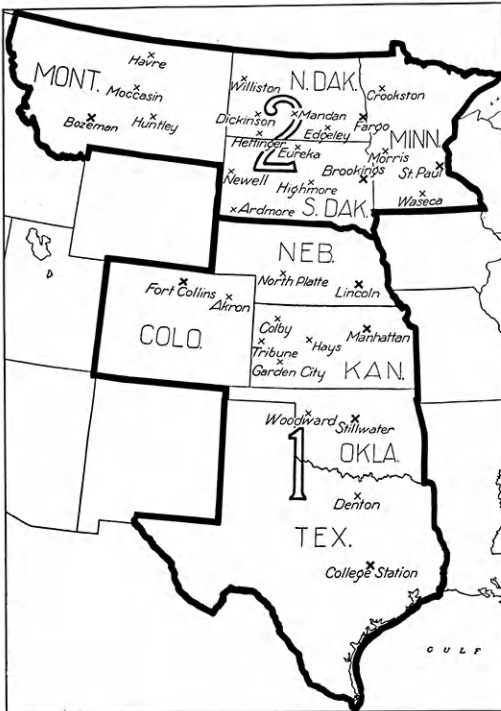 MONT.
Havre
Moccasin
Bozeman
Huntley
N. DAK.
Williston
Dickinson
Mandan
Hettinger
Edgeley
Fargo
2
Crookston
MINN.
Morris
St. Paul
Waseca
Eureka
Newell
Highmore
Brookings
Ardmore
S. DAK.
NEB.
North Platte
Lincoln
Fort Collins
Akron
COLO.
Colby
Tribune
Hays
Manhattan
Garden City
KAN.
Woodward
Stillwater
OKLA.
1
Denton
TEX.
College Station
GULF